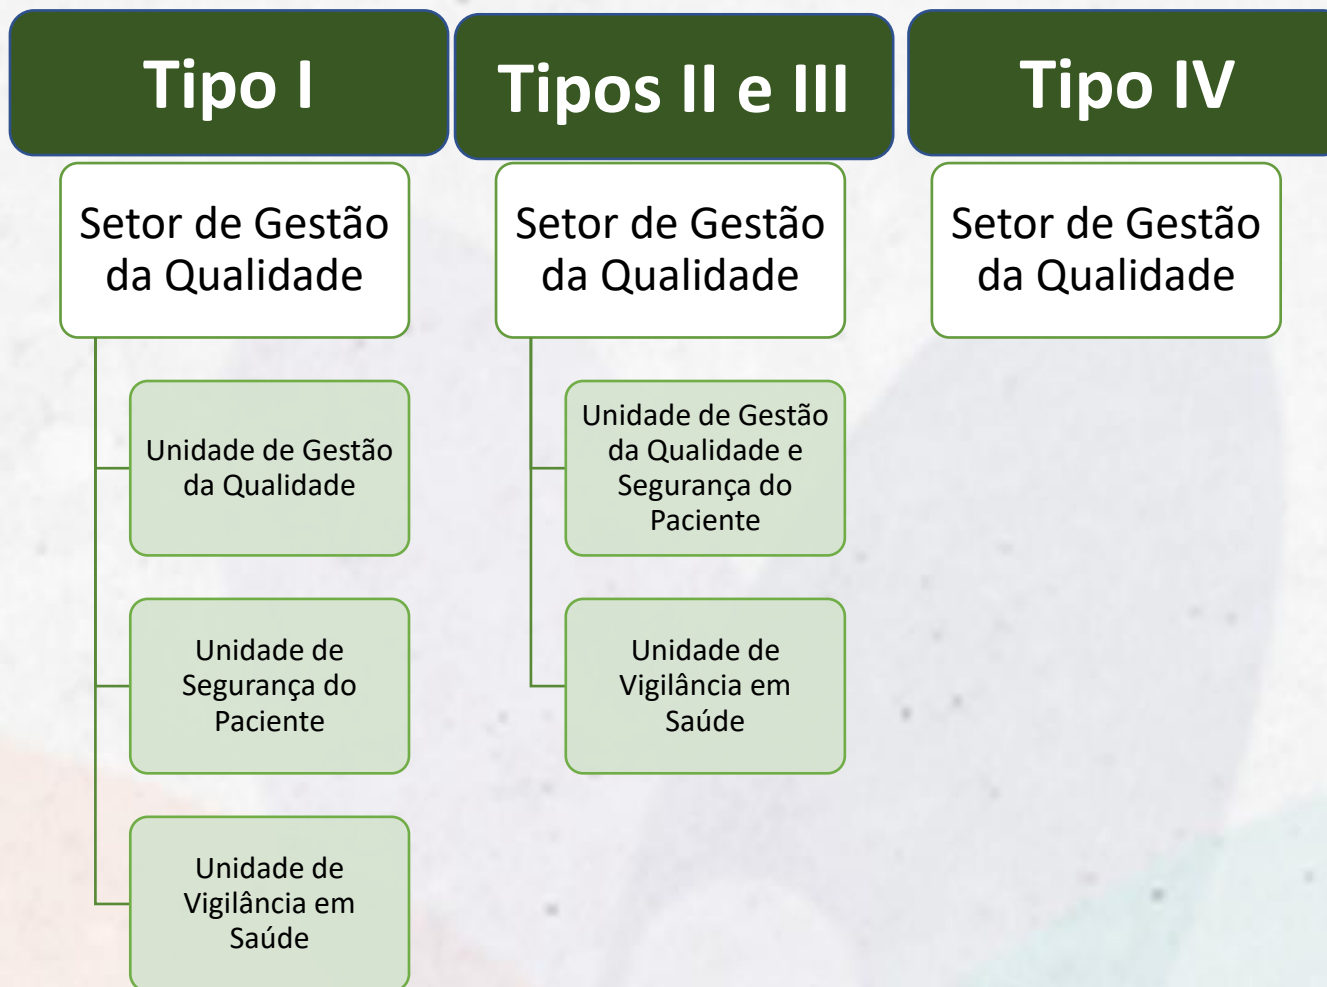 Tipo I
Setor de Gestão
da Qualidade
Unidade de Gestão
da Qualidade
Unidade de
Segurança do
Paciente
Unidade de
Vigilância em
Saúde
Tipos II e III
Setor de Gestão
da Qualidade
Unidade de Gestão
da Qualidade e
Segurança do
Paciente
Unidade de
Vigilância em
Saúde
Tipo IV
Setor de Gestão
da Qualidade